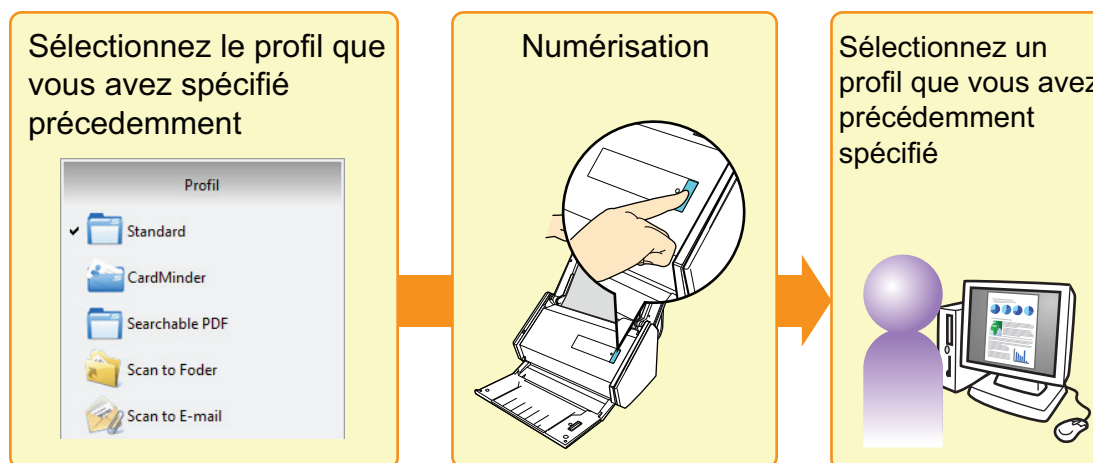 Sélectionnez le profil que
vous avez spécifié
précedemment
Profil
Standard
CardMinder
Searchable PDF
Scan to Foder
Scan to E-mail
Numérisation
Sélectionnez un
profil que vous avez
précédemment
spécifié